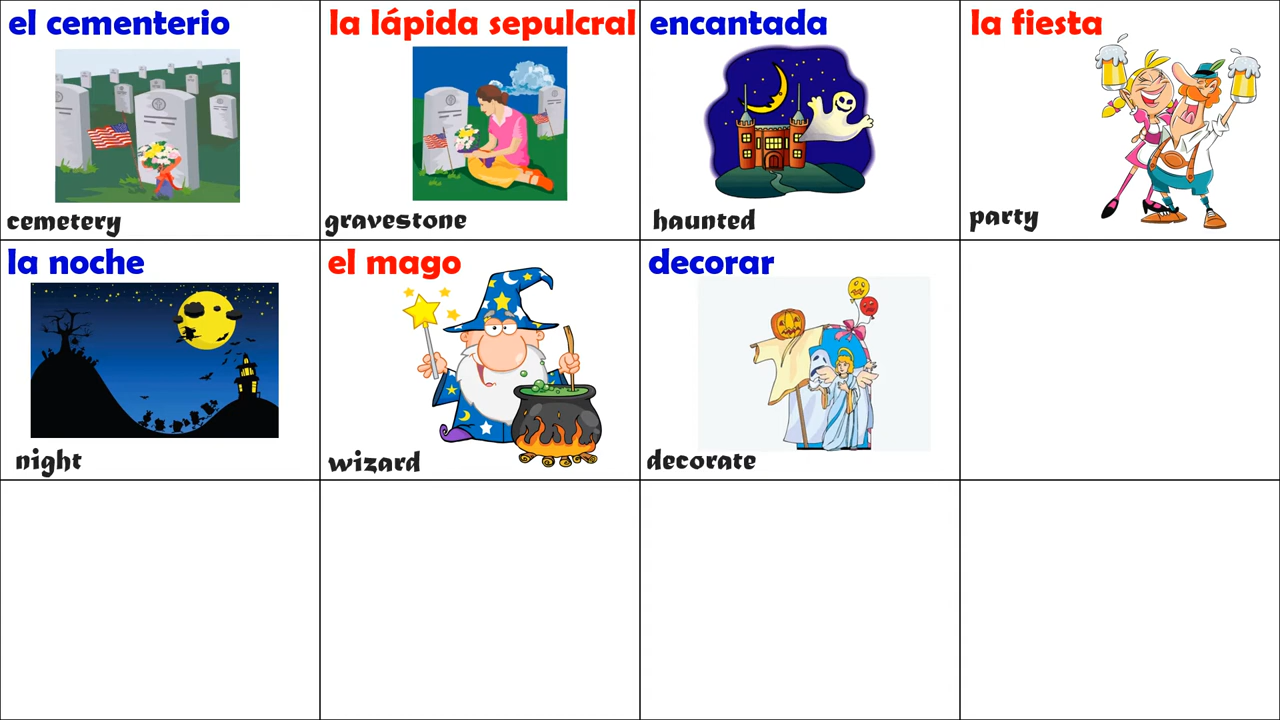 el cementerio
cemetery
la lápida sepulcral
gravestone
encantada
haunted
la fiesta
party
la noche
night
el mago
wizard
decorar
decorate